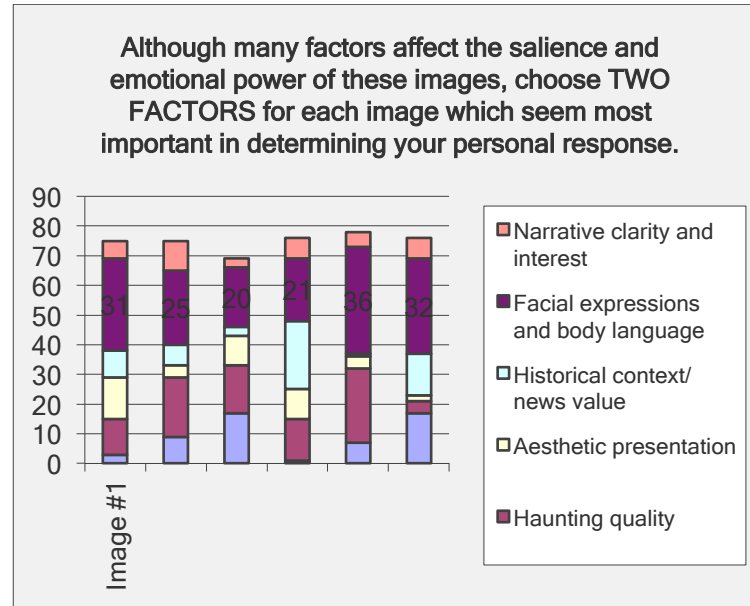 Although many factors affect the salience and
emotional power of these images, choose TWO
FACTORS for each image which seem most
important in determining your personal response.
90
80
70
60
50
40
30
20
10
0
31
25
20
21
36
32
Image #1
Narrative clarity and
interest
Facial expressions
and body language
Historical context/
news value
Aesthetic presentation
Haunting quality